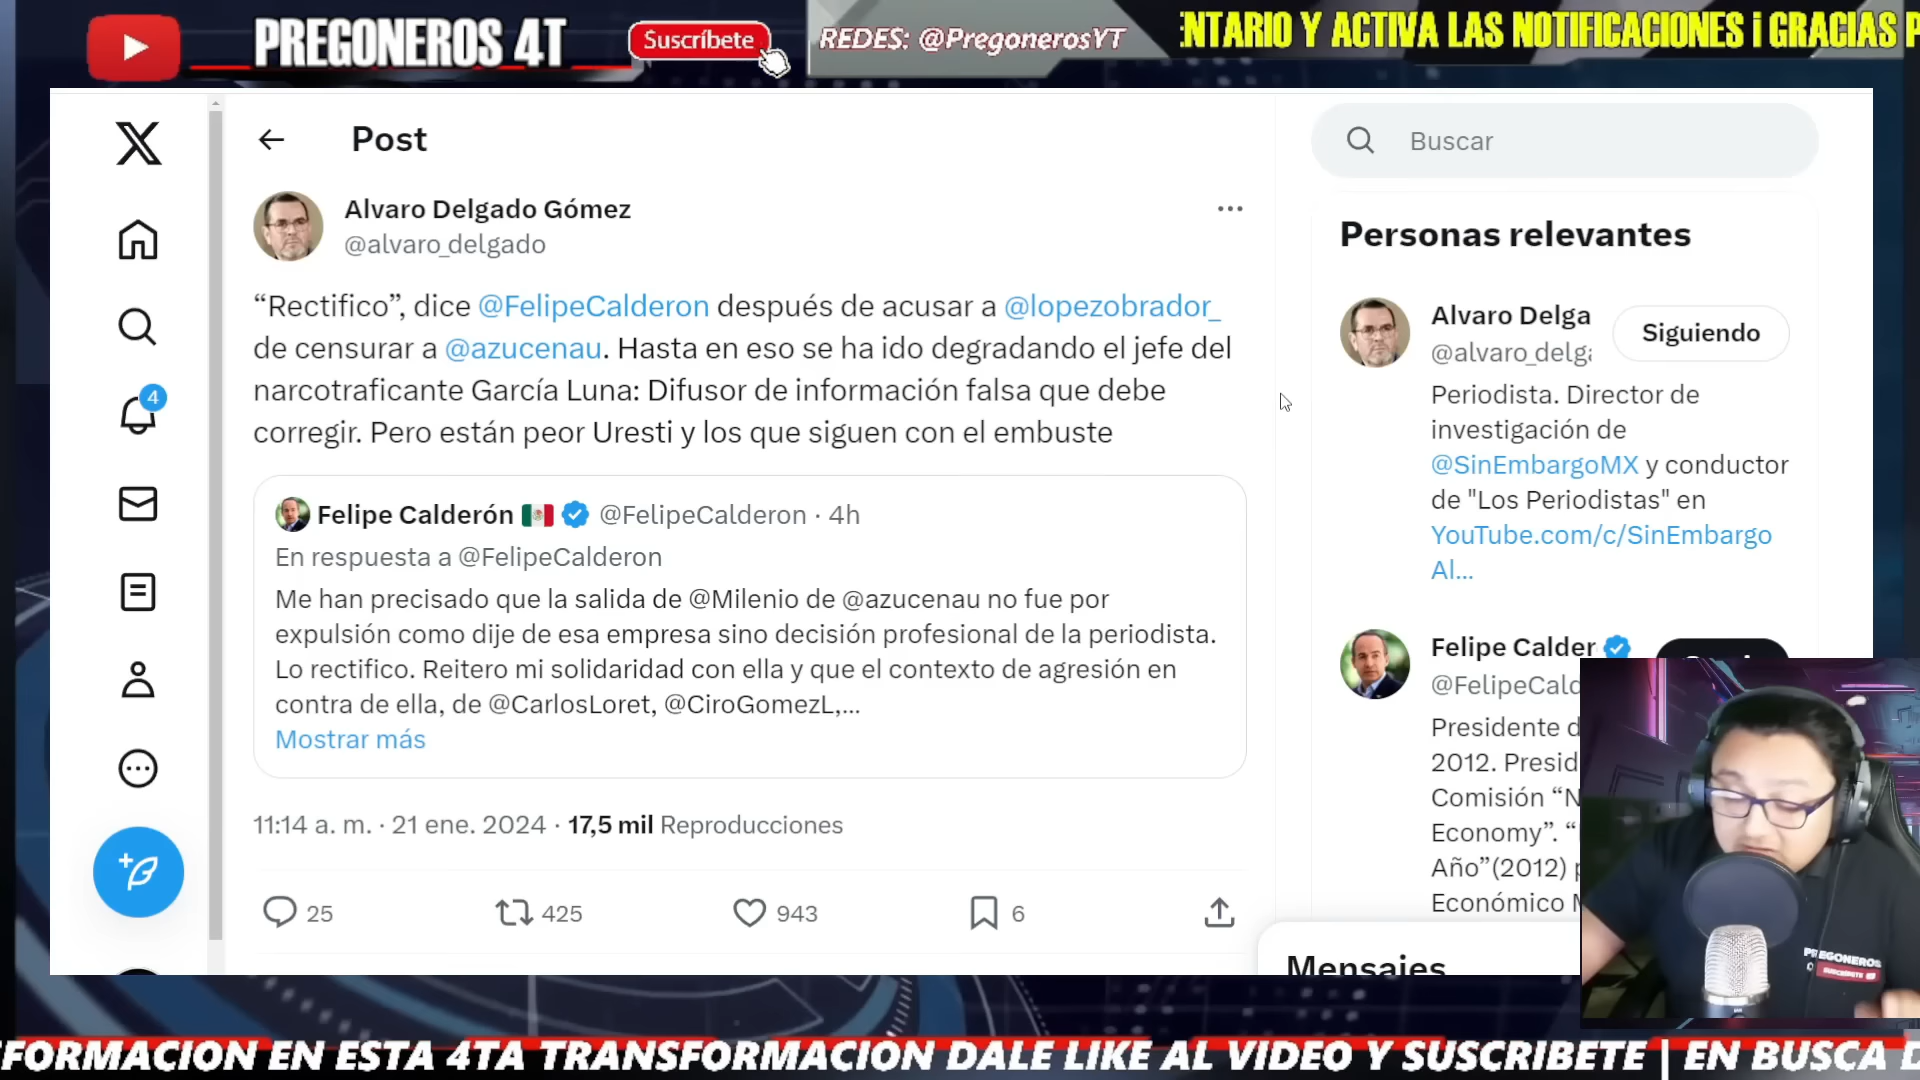 PREGONEROS 4T
Suscríbete
REDES: @PregonerosYT
ENTARIO Y ACTIVA LAS NOTIFICACIONES ¡ GRACIAS P
Post
Buscar
Alvaro Delgado Gómez
@alvaro_delgado
“Rectifico”, dice @FelipeCalderon después de acusar a @lopezobrador_
de censurar a @azucenau. Hasta en eso se ha ido degradando el jefe del
narcotraficante García Luna: Difusor de información falsa que debe
corregir. Pero están peor Uresti y los que siguen con el embuste
Felipe Calderón @FelipeCalderon · 4h
En respuesta a @FelipeCalderon
Me han precisado que la salida de @Milenio de @azucenau no fue por
expulsión como dije de esa empresa sino decisión profesional de la periodista.
Lo rectifico. Reitero mi solidaridad con ella y que el contexto de agresión en
contra de ella, de @CarlosLoret, @CiroGomezL,...
Mostrar más
11:14 a. m. · 21 ene. 2024 · 17,5 mil Reproducciones
25
425
943
6
4
Personas relevantes
Alvaro Delga
@alvaro_delga
Siguiendo
Periodista. Director de
investigación de
@SinEmbargoMX y conductor
de "Los Periodistas" en
YouTube.com/c/SinEmbargo
Al...
Felipe Calder
@FelipeCald
Presidente d
2012. Presid
Comisión “N
Economy”. “
Año”(2012) p
Económico M
Mensajes
PREGONEROS
SUSCRIBETE
FORMACION EN ESTA 4TA TRANSFORMACIÓN DALE LIKE AL VIDEO Y SUSCRIBETE | EN BUSCA D